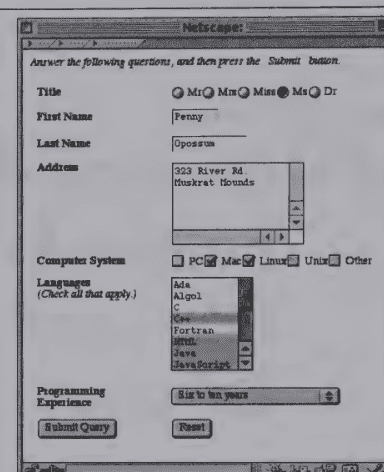 Netscape:
Answer the following questions, and then press the Submit button.
Title Mr Mrs Miss Ms Dr
First Name Penny
Last Name Opossum
Address 323 River Rd.
Muskrat Mounds
Computer System PC Mac Linux Unix Other
Languages
(Check all that apply.)
Ada
Algol
C
C++
Fortran
HTML
Java
JavaScript
Programming
Experience
Six to ten years
Submit Query Reset